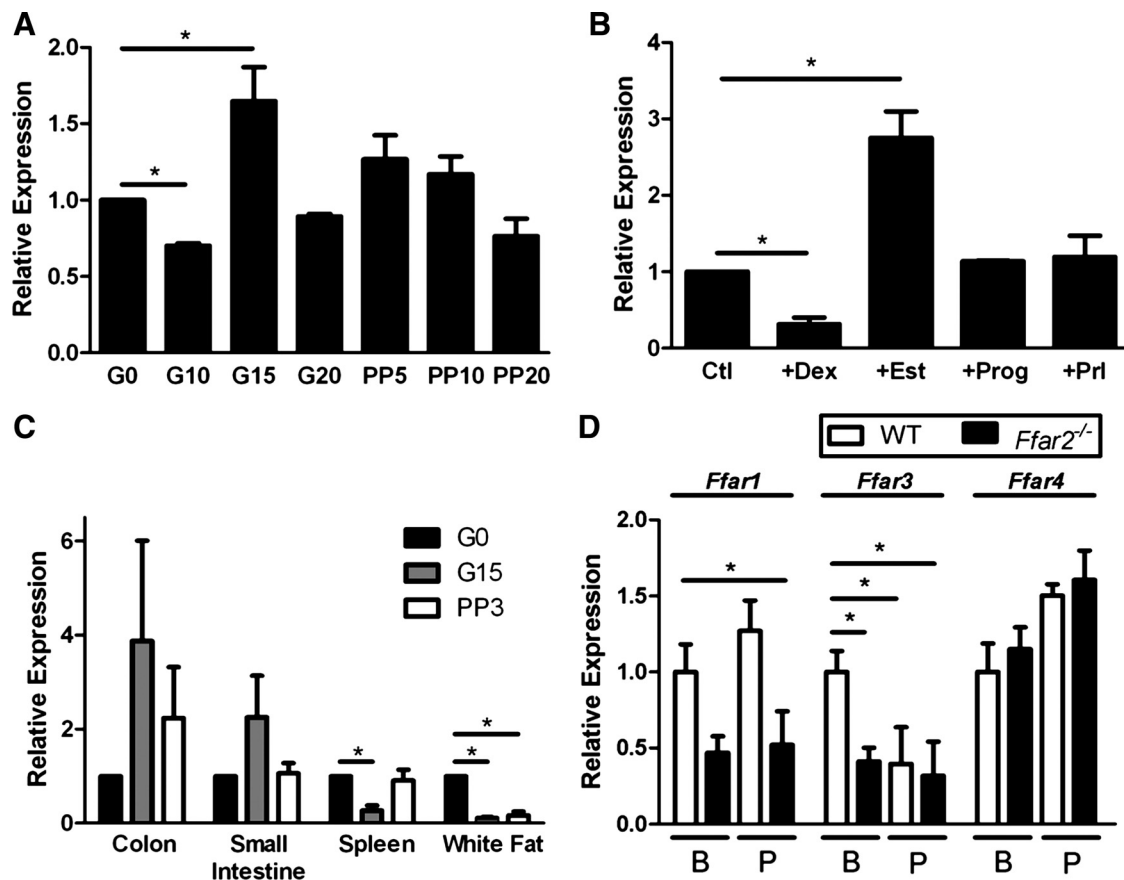 A
Relative Expression
2.0
1.5
1.0
0.5
0.0
*
*
G0 G10 G15 G20 PP5 PP10 PP20
B
Relative Expression
4
3
2
1
0
*
*
Ctl +Dex +Est +Prog +Prl
C
Relative Expression
6
4
2
0
G0
G15
PP3
*
*
*
Colon Small Spleen White Fat
Intestine
D
WT Ffar2-/-
Ffar1 Ffar3 Ffar4
Relative Expression
2.0
1.5
1.0
0.5
0.0
*
*
*
*
B P B P B P